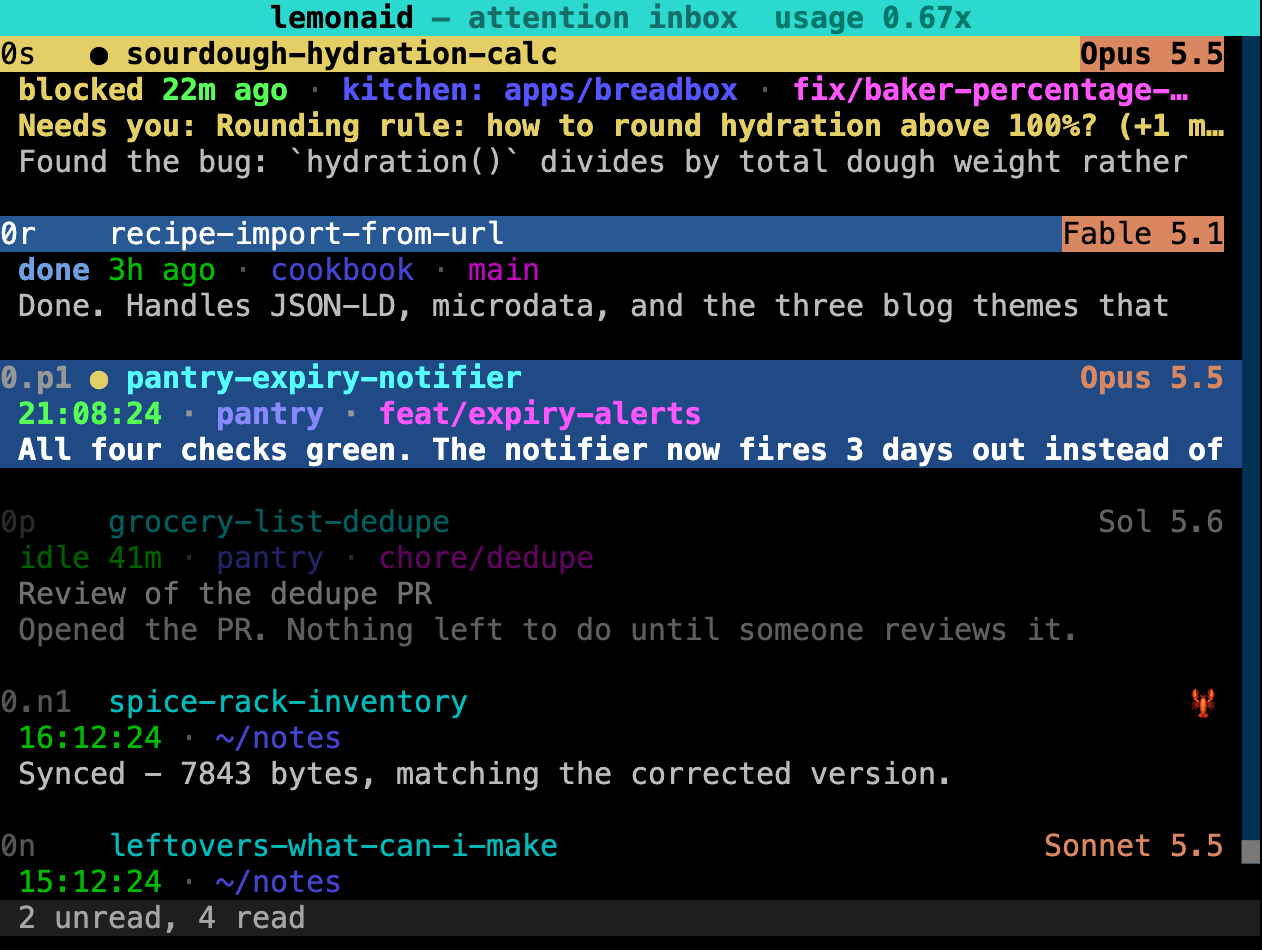 lemonaid — attention inbox  usage 0.67x
0s ● sourdough-hydration-calc Opus 5.5
blocked 22m ago · kitchen: apps/breadbox · fix/baker-percentage-…
Needs you: Rounding rule: how to round hydration above 100%? (+1 m…
Found the bug: `hydration()` divides by total dough weight rather
0r recipe-import-from-url Fable 5.1
done 3h ago · cookbook · main
Done. Handles JSON-LD, microdata, and the three blog themes that
0.p1 ● pantry-expiry-notifier Opus 5.5
21:08:24 · pantry · feat/expiry-alerts
All four checks green. The notifier now fires 3 days out instead of
0p grocery-list-dedupe Sol 5.6
idle 41m · pantry · chore/dedupe
Review of the dedupe PR
Opened the PR. Nothing left to do until someone reviews it.
0.n1 spice-rack-inventory 🦞
16:12:24 · ~/notes
Synced — 7843 bytes, matching the corrected version.
0n leftovers-what-can-i-make Sonnet 5.5
15:12:24 · ~/notes
2 unread, 4 read